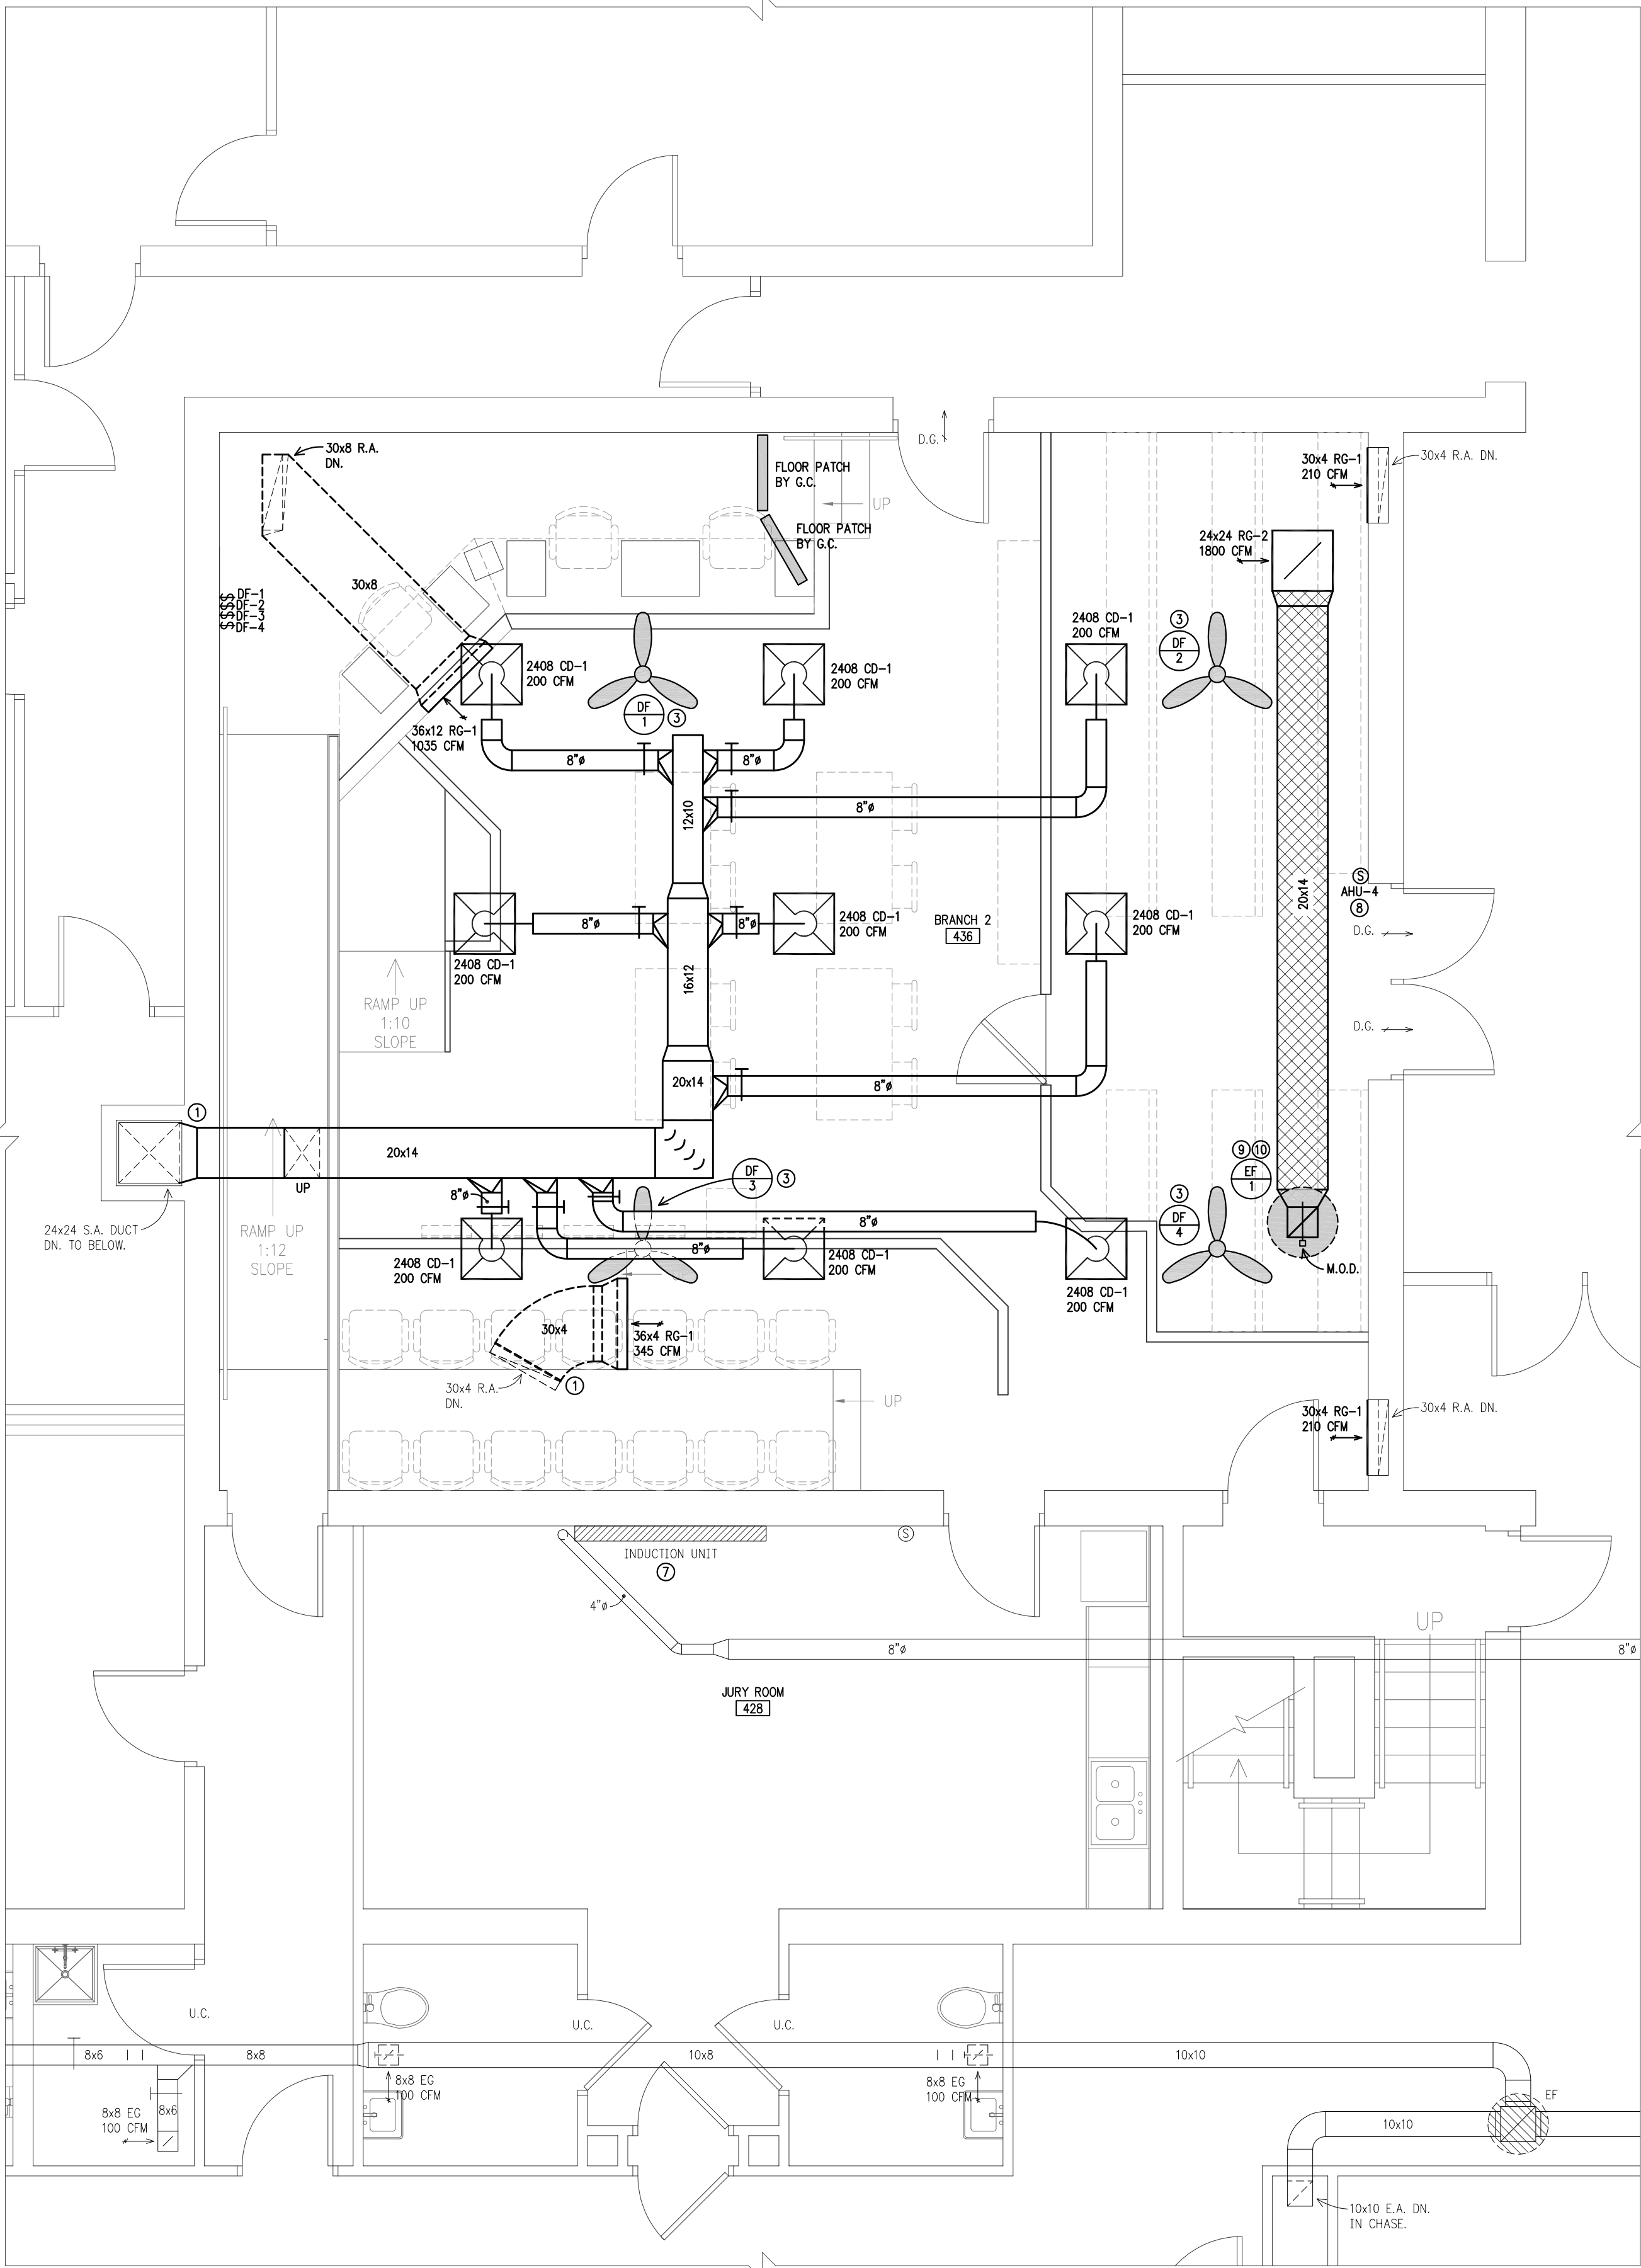 30x8 R.A.
DN.
FLOOR PATCH
BY G.C.
UP
FLOOR PATCH
BY G.C.
D.G.
30x4 RG-1
210 CFM
30x4 R.A. DN.
24x24 RG-2
1800 CFM
30x8
DF-1
DF-2
DF-3
DF-4
2408 CD-1
200 CFM
2408 CD-1
200 CFM
2408 CD-1
200 CFM
3
DF
2
DF
1
3
36x12 RG-1
1035 CFM
8"ø
8"ø
12x10
8"ø
20x14
S
AHU-4
8
D.G.
2408 CD-1
200 CFM
8"ø
8"ø
2408 CD-1
200 CFM
BRANCH 2
436
2408 CD-1
200 CFM
16x12
RAMP UP
1:10
SLOPE
D.G.
20x14
8"ø
1
20x14
UP
8"ø
DF
3
3
9
10
EF
1
3
DF
4
24x24 S.A. DUCT
DN. TO BELOW.
RAMP UP
1:12
SLOPE
8"ø
8"ø
2408 CD-1
200 CFM
2408 CD-1
200 CFM
2408 CD-1
200 CFM
M.O.D.
30x4
36x4 RG-1
345 CFM
30x4 R.A.
DN.
1
UP
30x4 RG-1
210 CFM
30x4 R.A. DN.
INDUCTION UNIT
7
S
4"ø
8"ø
8"ø
UP
JURY ROOM
428
U.C.
U.C.
U.C.
8x6
8x8
10x8
10x10
8x8 EG
100 CFM
8x8 EG
100 CFM
8x8 EG
100 CFM
8x6
EF
10x10
10x10 E.A. DN.
IN CHASE.